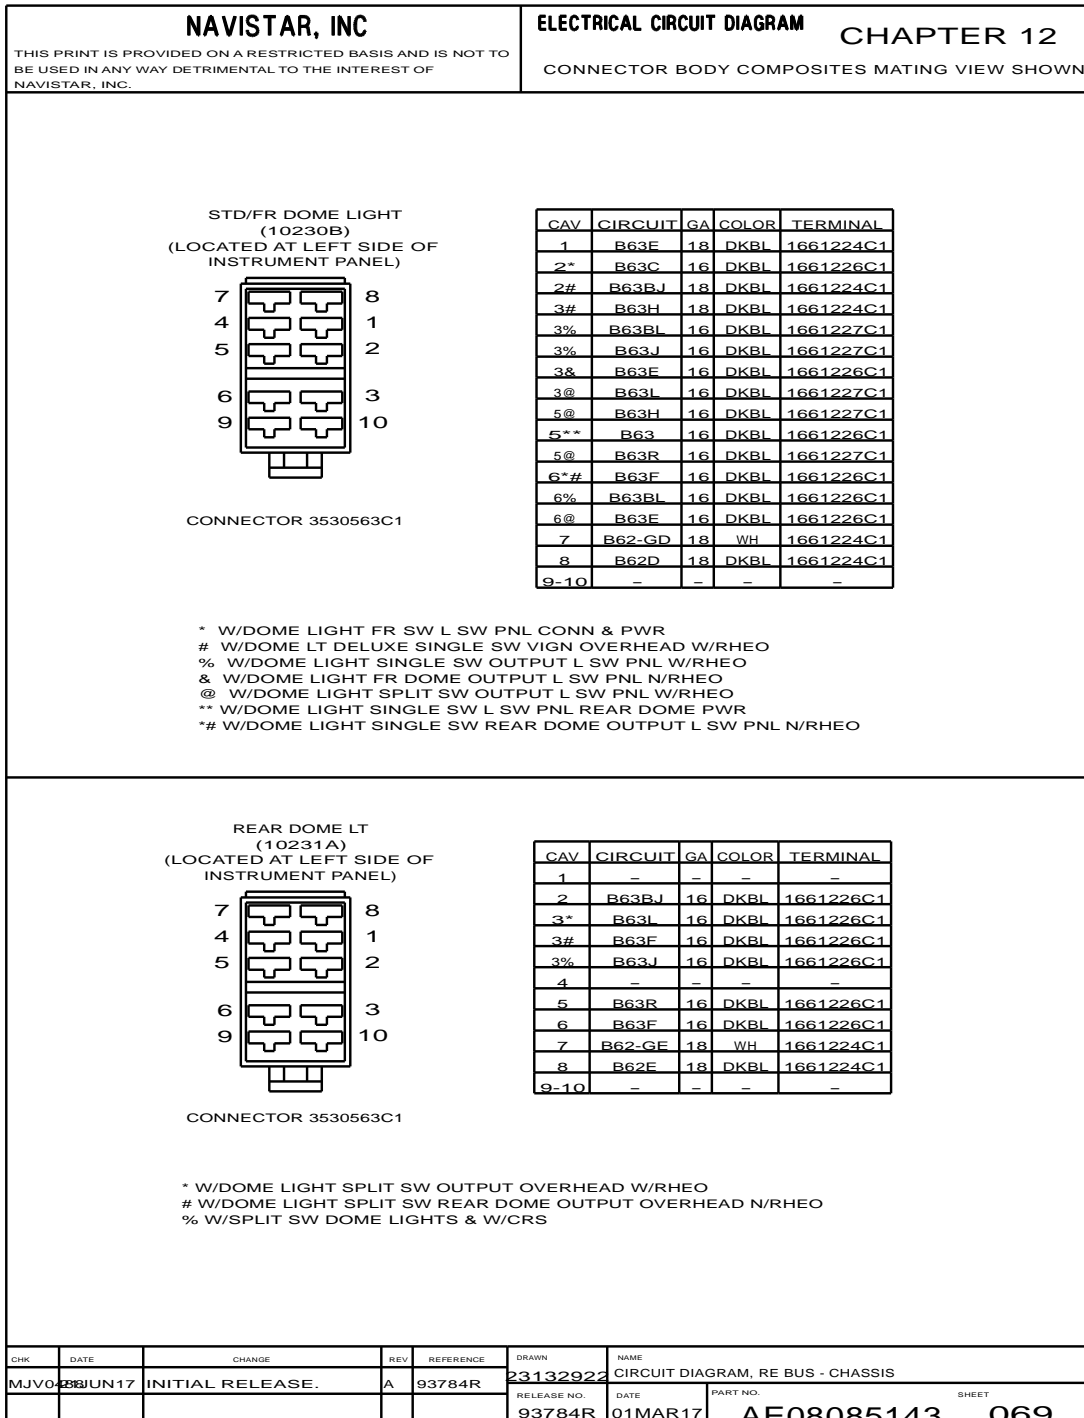 NAVISTAR, INC
THIS PRINT IS PROVIDED ON A RESTRICTED BASIS AND IS NOT TO
BE USED IN ANY WAY DETRIMENTAL TO THE INTEREST OF
NAVISTAR, INC.
ELECTRICAL CIRCUIT DIAGRAM
CHAPTER 12
CONNECTOR BODY COMPOSITES MATING VIEW SHOWN
STD/FR DOME LIGHT
(10230B)
(LOCATED AT LEFT SIDE OF
INSTRUMENT PANEL)
7 8
4 1
5 2
6 3
9 10
CONNECTOR 3530563C1
CAV CIRCUIT GA COLOR TERMINAL
1 B63E 18 DKBL 1661224C1
2* B63C 16 DKBL 1661226C1
2# B63BJ 18 DKBL 1661224C1
3# B63H 18 DKBL 1661224C1
3% B63BL 16 DKBL 1661227C1
3% B63J 16 DKBL 1661227C1
3& B63E 16 DKBL 1661226C1
3@ B63L 16 DKBL 1661227C1
5@ B63H 16 DKBL 1661227C1
5** B63 16 DKBL 1661226C1
5@ B63R 16 DKBL 1661227C1
6*# B63F 16 DKBL 1661226C1
6% B63BL 16 DKBL 1661226C1
6@ B63E 16 DKBL 1661226C1
7 B62-GD 18 WH 1661224C1
8 B62D 18 DKBL 1661224C1
9-10 – – – –
* W/DOME LIGHT FR SW L SW PNL CONN & PWR
# W/DOME LT DELUXE SINGLE SW VIGN OVERHEAD W/RHEO
% W/DOME LIGHT SINGLE SW OUTPUT L SW PNL W/RHEO
& W/DOME LIGHT FR DOME OUTPUT L SW PNL N/RHEO
@ W/DOME LIGHT SPLIT SW OUTPUT L SW PNL W/RHEO
** W/DOME LIGHT SINGLE SW L SW PNL REAR DOME PWR
*# W/DOME LIGHT SINGLE SW REAR DOME OUTPUT L SW PNL N/RHEO
REAR DOME LT
(10231A)
(LOCATED AT LEFT SIDE OF
INSTRUMENT PANEL)
7 8
4 1
5 2
6 3
9 10
CONNECTOR 3530563C1
CAV CIRCUIT GA COLOR TERMINAL
1 – – – –
2 B63BJ 16 DKBL 1661226C1
3* B63L 16 DKBL 1661226C1
3# B63F 16 DKBL 1661226C1
3% B63J 16 DKBL 1661226C1
4 – – – –
5 B63R 16 DKBL 1661226C1
6 B63F 16 DKBL 1661226C1
7 B62-GE 18 WH 1661224C1
8 B62E 18 DKBL 1661224C1
9-10 – – – –
* W/DOME LIGHT SPLIT SW OUTPUT OVERHEAD W/RHEO
# W/DOME LIGHT SPLIT SW REAR DOME OUTPUT OVERHEAD N/RHEO
% W/SPLIT SW DOME LIGHTS & W/CRS
CHK DATE CHANGE REV REFERENCE
INITIAL RELEASE. A 93784R
DRAWN
23132922
NAME
CIRCUIT DIAGRAM, RE BUS - CHASSIS
RELEASE NO. DATE PART NO. SHEET
93784R 01MAR17 AE08085143 069